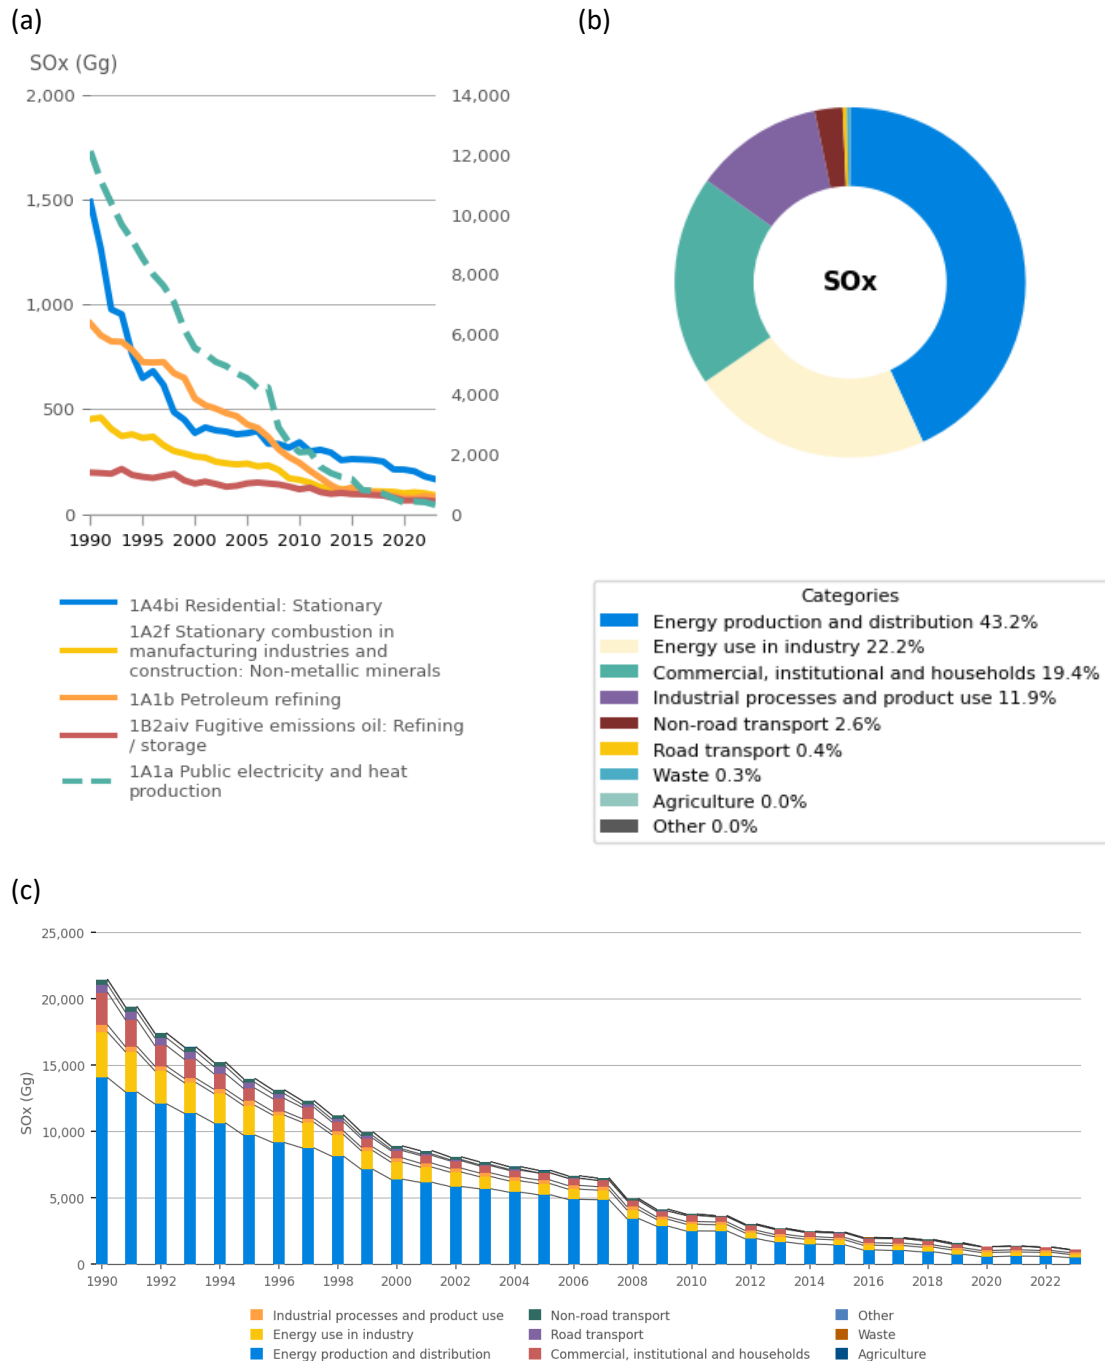 (a)
(b)
SOx (Gg)
2,000
14,000
12,000
1,500
10,000
8,000
1,000
6,000
500
4,000
2,000
0
0
1990 1995 2000 2005 2010 2015 2020
SOx
1A4bi Residential: Stationary
1A2f Stationary combustion in
manufacturing industries and
construction: Non-metallic minerals
1A1b Petroleum refining
1B2aiv Fugitive emissions oil: Refining
/ storage
1A1a Public electricity and heat
production
Categories
Energy production and distribution 43.2%
Energy use in industry 22.2%
Commercial, institutional and households 19.4%
Industrial processes and product use 11.9%
Non-road transport 2.6%
Road transport 0.4%
Waste 0.3%
Agriculture 0.0%
Other 0.0%
(c)
SOx (Gg)
25,000
20,000
15,000
10,000
5,000
0
1990 1992 1994 1996 1998 2000 2002 2004 2006 2008 2010 2012 2014 2016 2018 2020 2022
Industrial processes and product use
Energy use in industry
Energy production and distribution
Non-road transport
Road transport
Commercial, institutional and households
Other
Waste
Agriculture